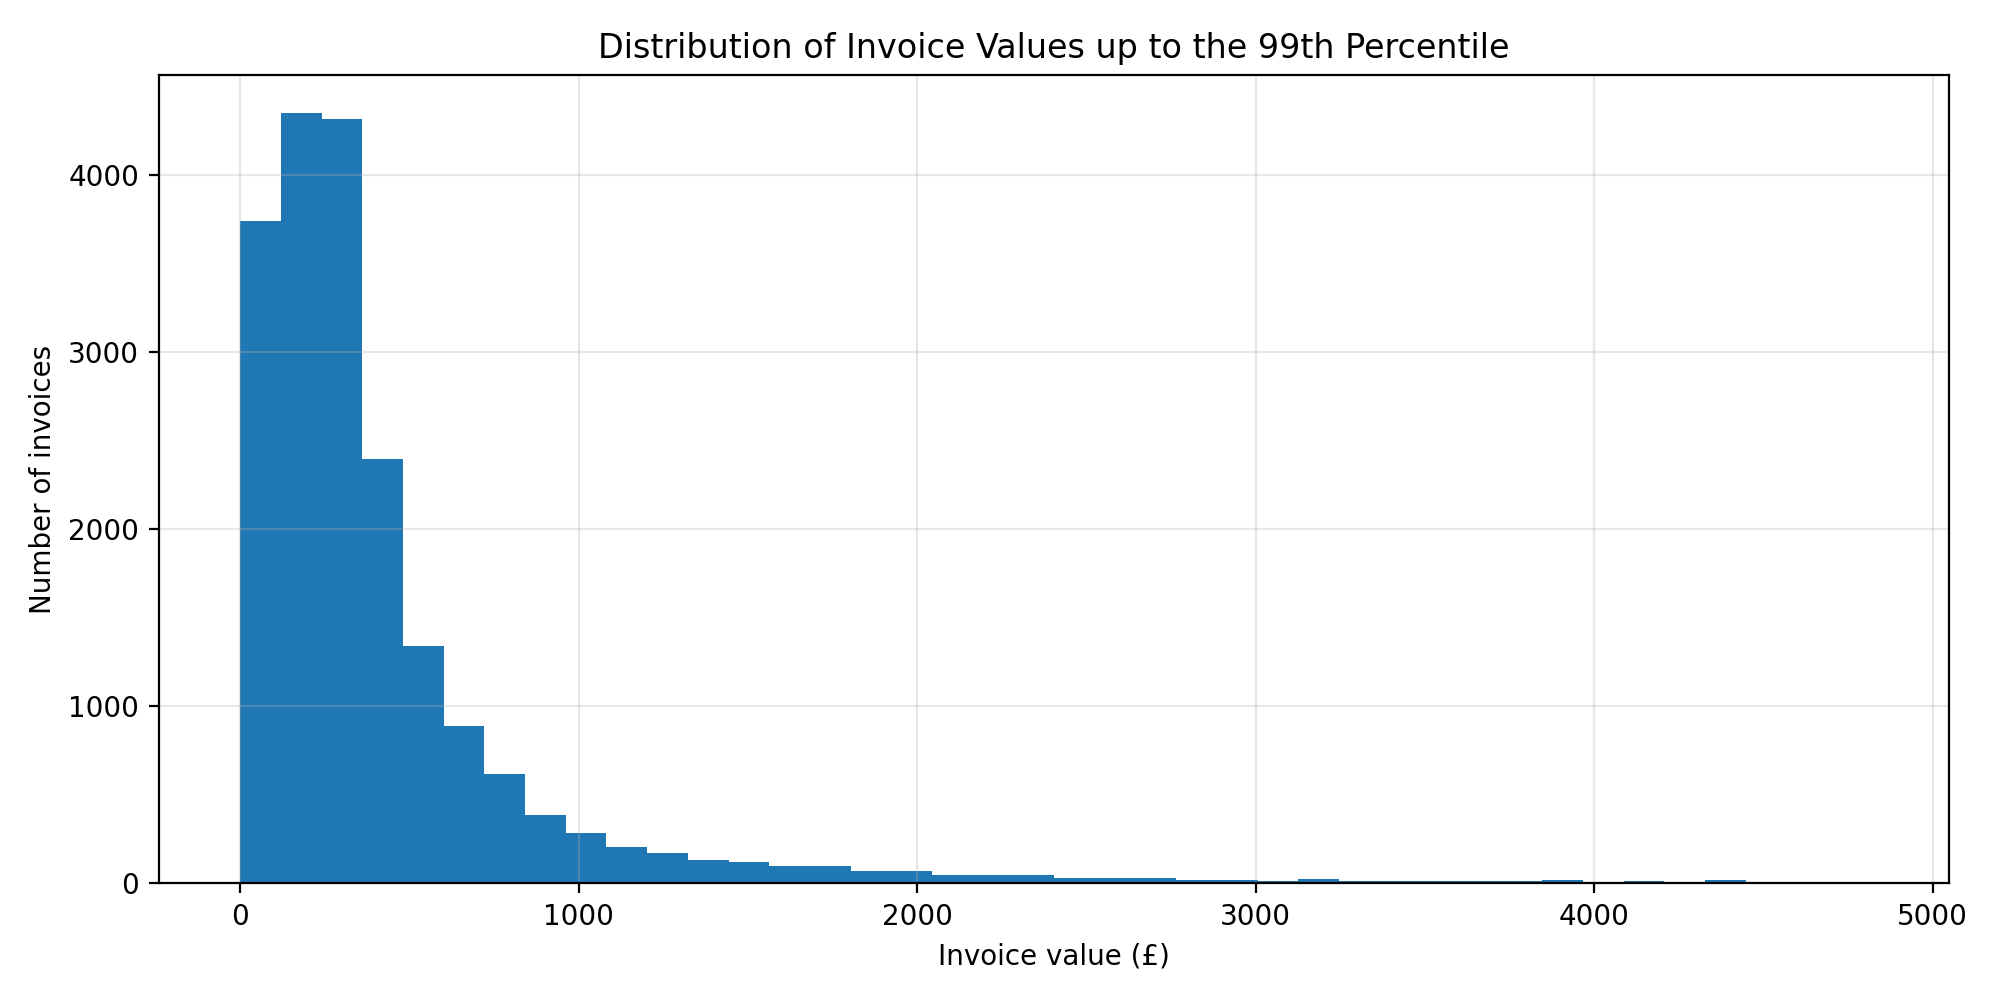 Distribution of Invoice Values up to the 99th Percentile
Number of invoices
4000
3000
2000
1000
0
0 1000 2000 3000 4000 5000
Invoice value (£)